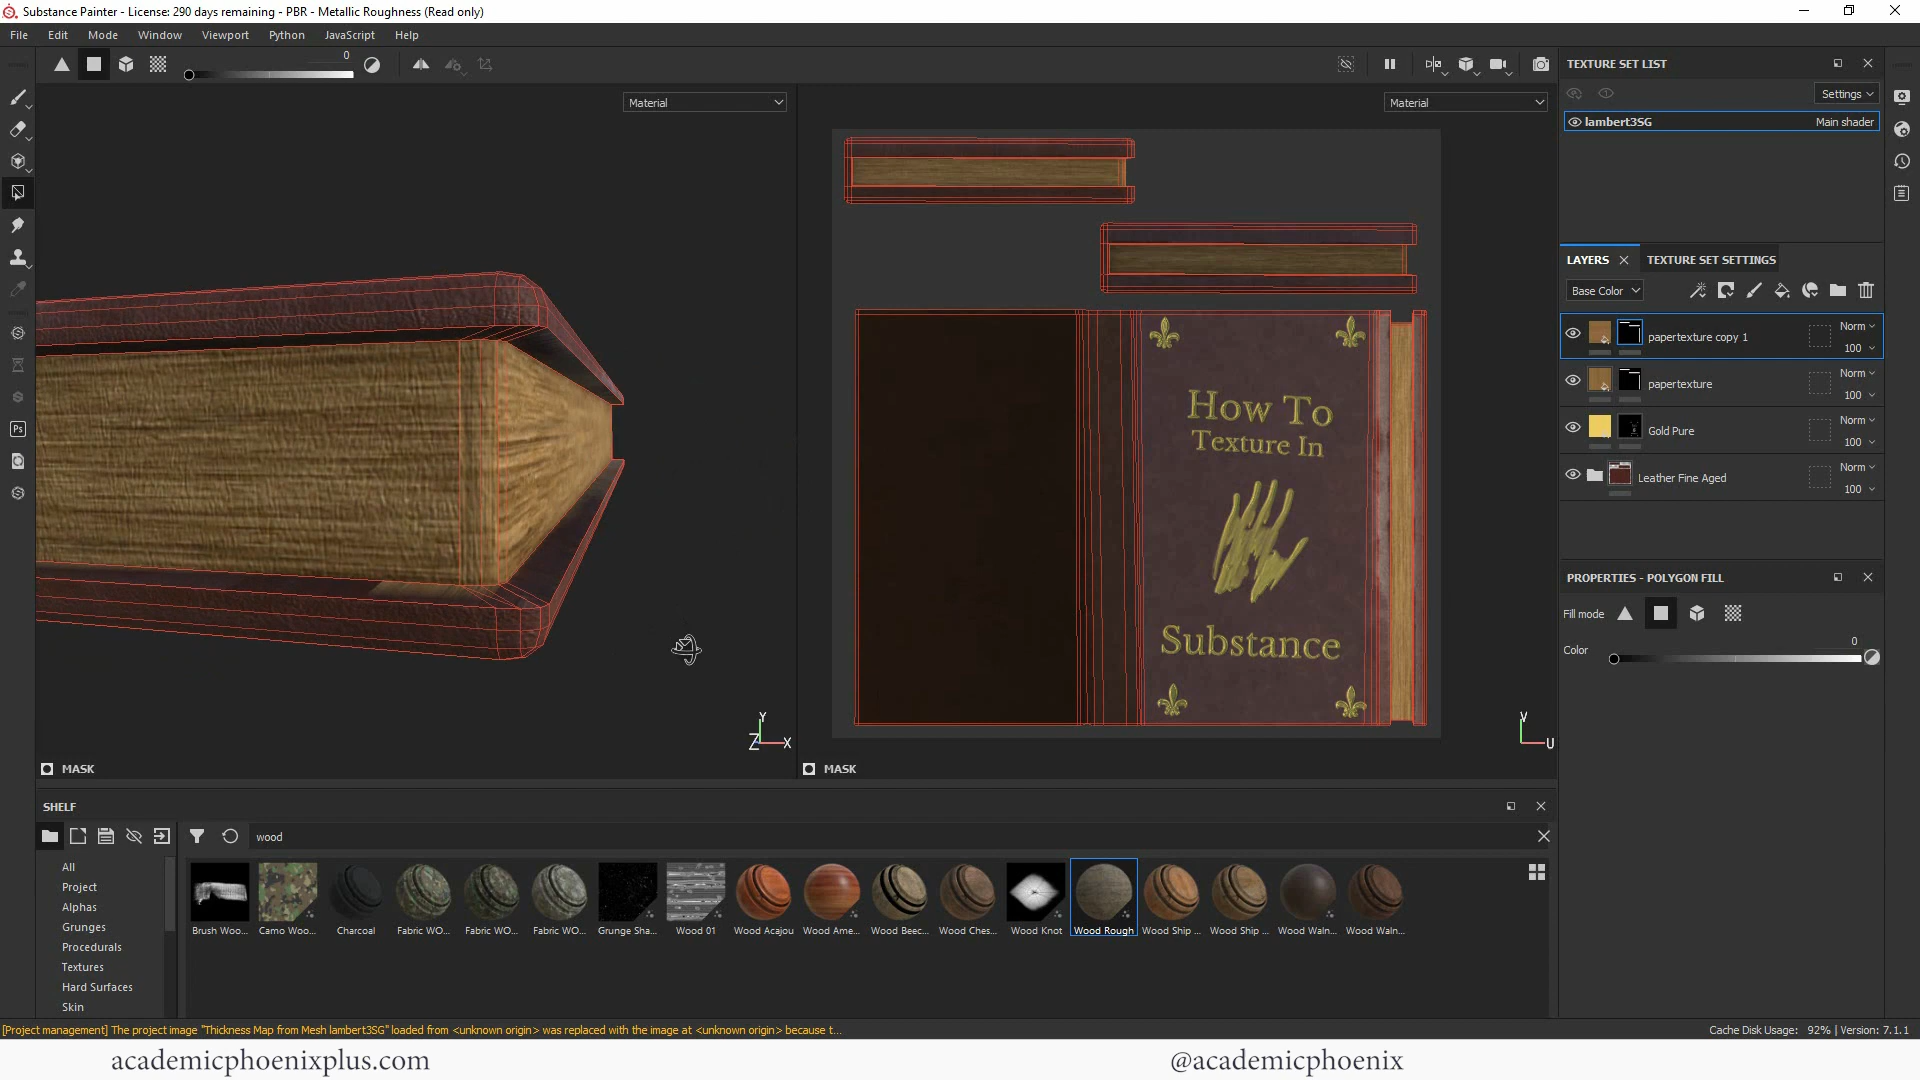 Substance Painter - License: 290 days remaining - PBR - Metallic Roughness (Read only)
File Edit Mode Window Viewport Python JavaScript Help
0
Material
Material
TEXTURE SET LIST
Settings
lambert3SG Main shader
LAYERS TEXTURE SET SETTINGS
Base Color
papertexture copy 1 Norm 100
papertexture Norm 100
Gold Pure Norm 100
Leather Fine Aged Norm 100
How To
Texture In
Substance
Y
Z X
V
U
MASK
MASK
PROPERTIES - POLYGON FILL
Fill mode
Color 0
Ps
SHELF
wood
All
Project
Alphas
Grunges
Procedurals
Textures
Hard Surfaces
Skin
Brush Woo... Camo Woo... Charcoal Fabric WO... Fabric WO... Fabric WO... Grunge Sha... Wood 01 Wood Acajou Wood Ame... Wood Beec... Wood Ches... Wood Knot Wood Rough Wood Ship ... Wood Ship ... Wood Waln... Wood Waln...
[Project management] The project image "Thickness Map from Mesh lambert3SG" loaded from <unknown origin> was replaced with the image at <unknown origin> because t...
Cache Disk Usage: 92% | Version: 7.1.1
academicphoenixplus.com
@academicphoenix